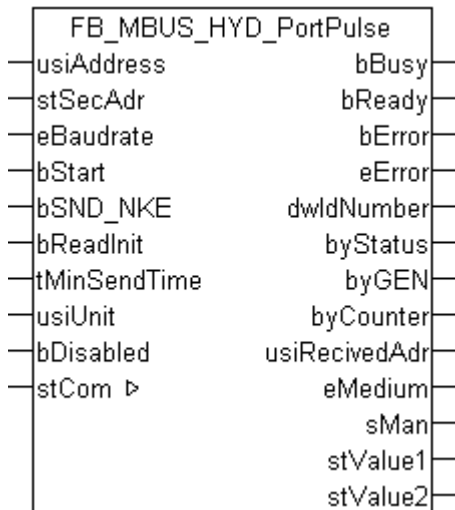 FB_MBUS_HYD_PortPulse
usiAddress bBusy
stSecAdr bReady
eBaudrate bError
bStart eError
bSND_NKE dwIdNumber
bReadInit byStatus
tMinSendTime byGEN
usiUnit byCounter
bDisabled usiRecivedAdr
stCom ▷ eMedium
sMan
stValue1
stValue2